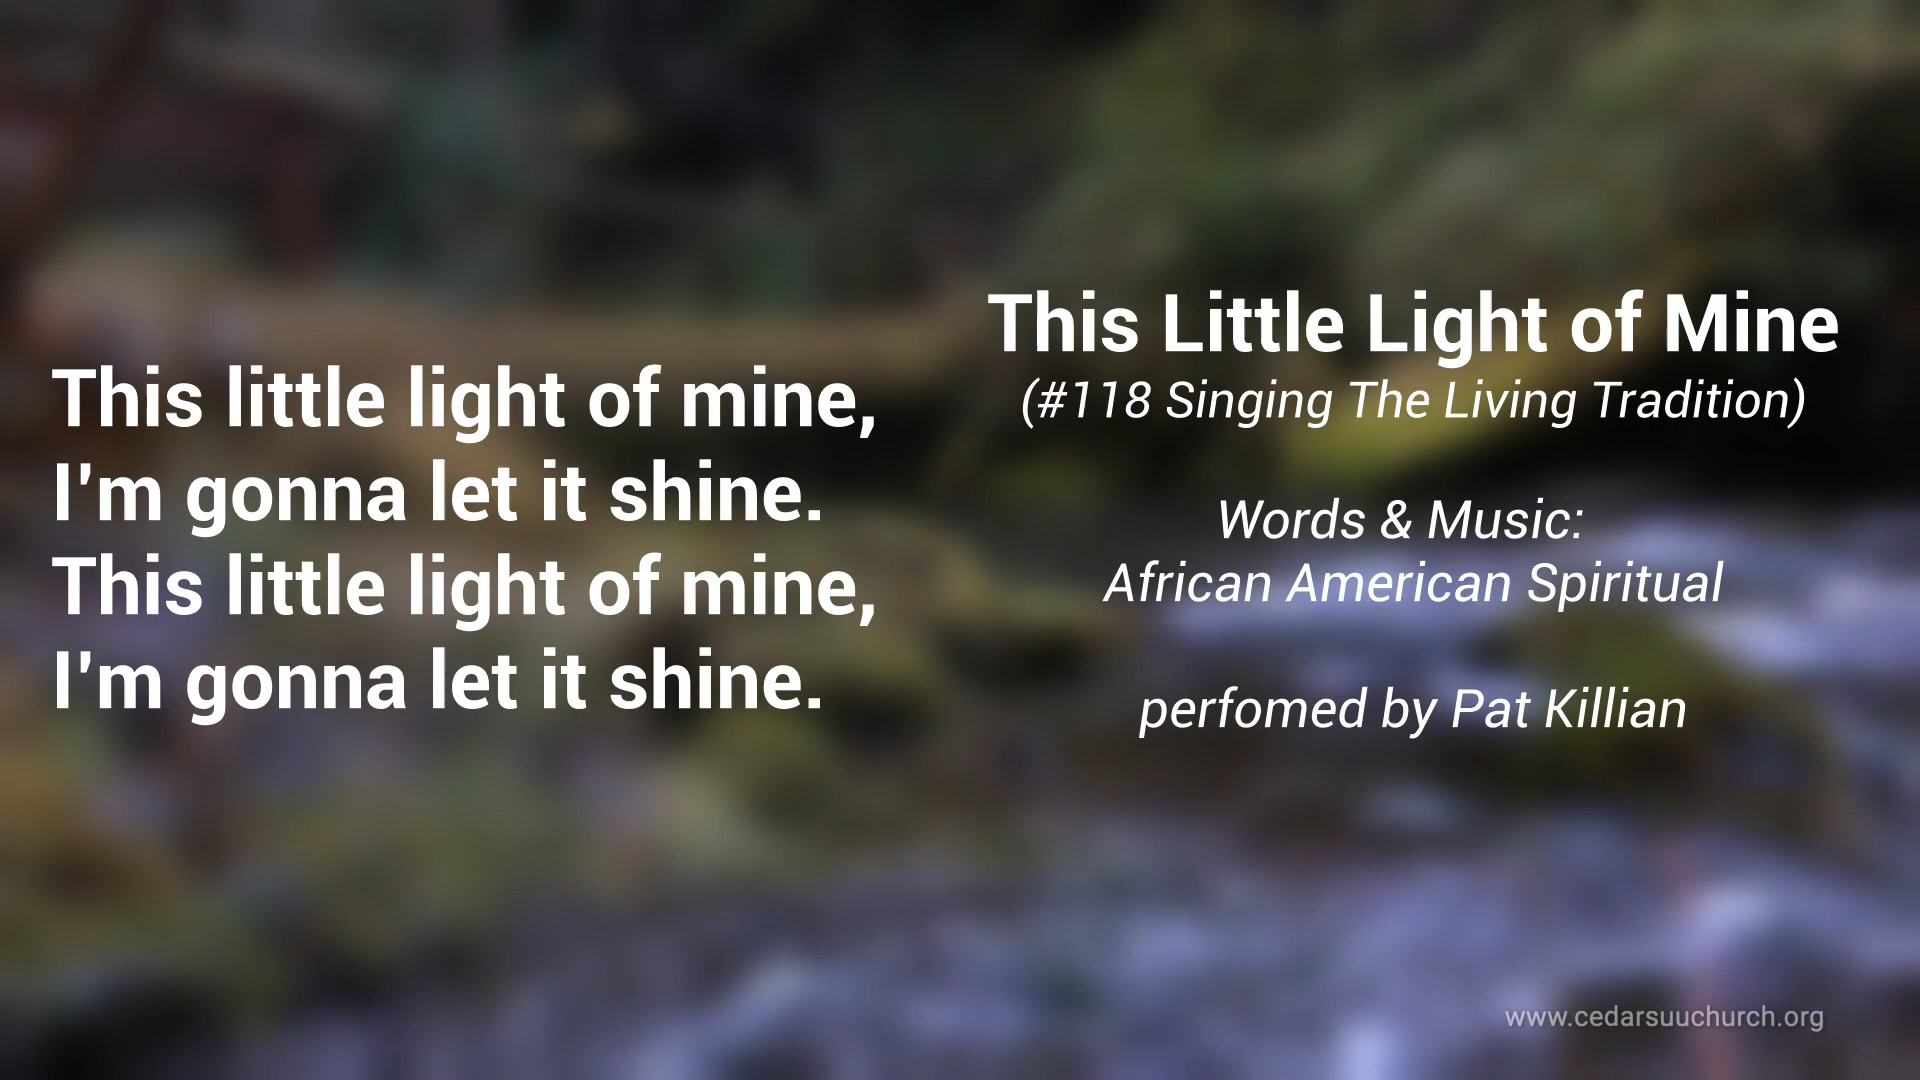 This little light of mine,
I'm gonna let it shine.
This little light of mine,
I'm gonna let it shine.
This Little Light of Mine
(#118 Singing The Living Tradition)
Words & Music:
African American Spiritual
perfomed by Pat Killian
www.cedarsuuchurch.org